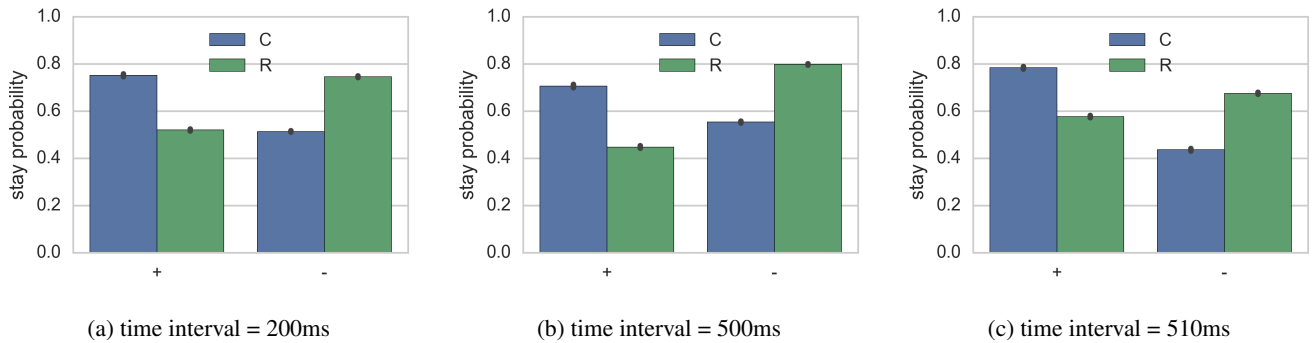 1.0
0.8
0.6
0.4
0.2
0.0
stay probability
C
R
+
-
(a) time interval = 200ms
1.0
0.8
0.6
0.4
0.2
0.0
stay probability
C
R
+
-
(b) time interval = 500ms
1.0
0.8
0.6
0.4
0.2
0.0
stay probability
C
R
+
-
(c) time interval = 510ms